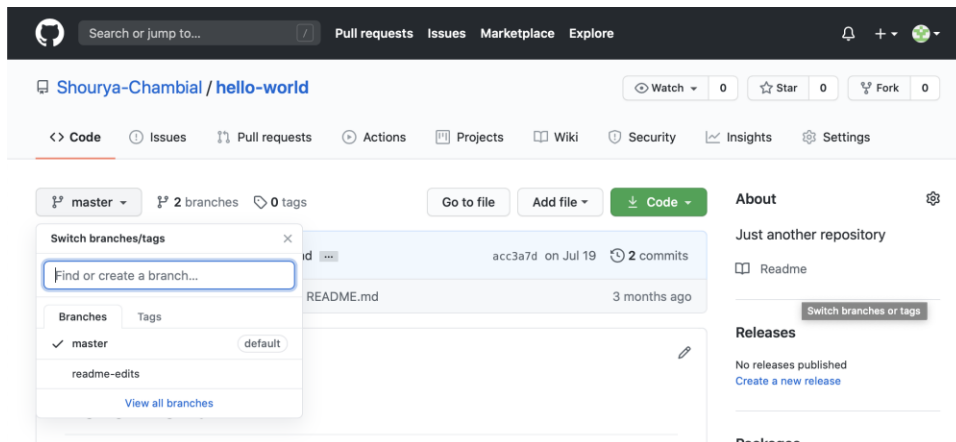 Search or jump to... / Pull requests Issues Marketplace Explore
Shourya-Chambial / hello-world Watch 0 Star 0 Fork 0
Code Issues Pull requests Actions Projects Wiki Security Insights Settings
master 2 branches 0 tags Go to file Add file Code About
Switch branches/tags
Just another repository
acc3a7d on Jul 19 2 commits
Find or create a branch...
Readme
README.md 3 months ago
Switch branches or tags
Branches Tags
Releases
master default
No releases published
readme-edits
Create a new release
View all branches